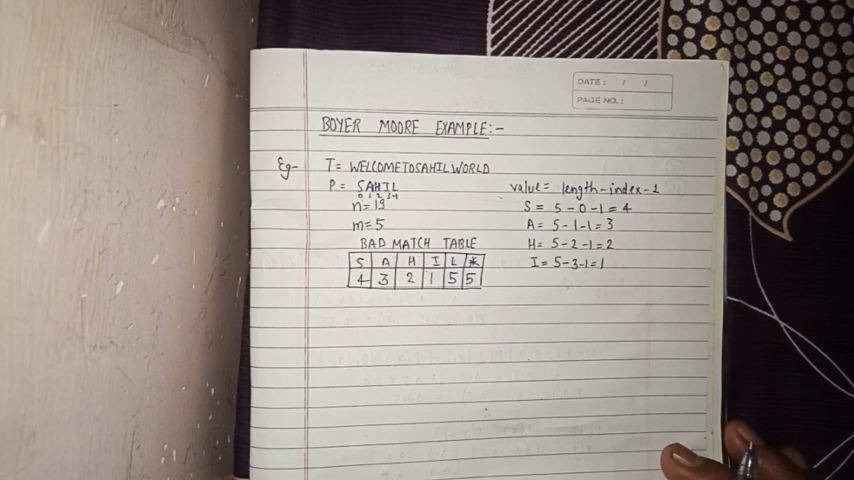 DATE: / /
PAGE NO.:
BOYER MOORE EXAMPLE:-
Eg- T= WELCOMETOSAHILWORLD
P = SAHIL
0 1 2 3 4
n=19
m=5
BAD MATCH TABLE
S A H I L *
4 3 2 1 5 5
value= length-index-1
S = 5-0-1=4
A= 5-1-1=3
H= 5-2-1=2
I= 5-3-1=1